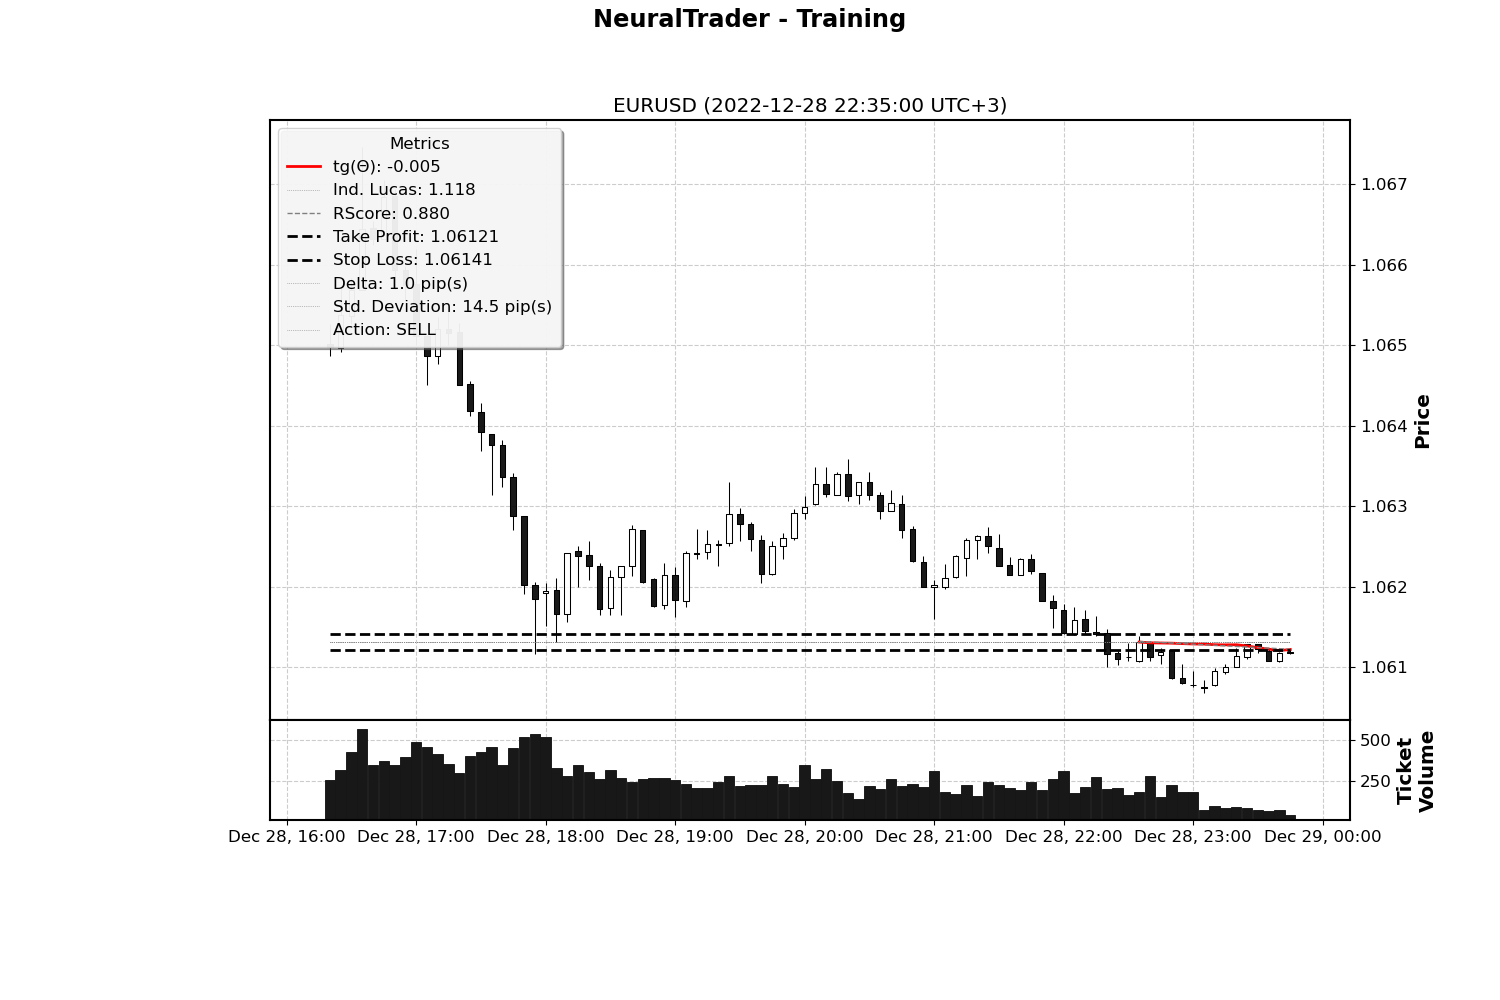 NeuralTrader - Training
EURUSD (2022-12-28 22:35:00 UTC+3)
Metrics
tg(Θ): -0.005
Ind. Lucas: 1.118
RScore: 0.880
Take Profit: 1.06121
Stop Loss: 1.06141
Delta: 1.0 pip(s)
Std. Deviation: 14.5 pip(s)
Action: SELL
1.067
1.066
1.065
1.064
1.063
1.062
1.061
Price
500
250
Ticket
Volume
Dec 28, 16:00
Dec 28, 17:00
Dec 28, 18:00
Dec 28, 19:00
Dec 28, 20:00
Dec 28, 21:00
Dec 28, 22:00
Dec 28, 23:00
Dec 29, 00:00